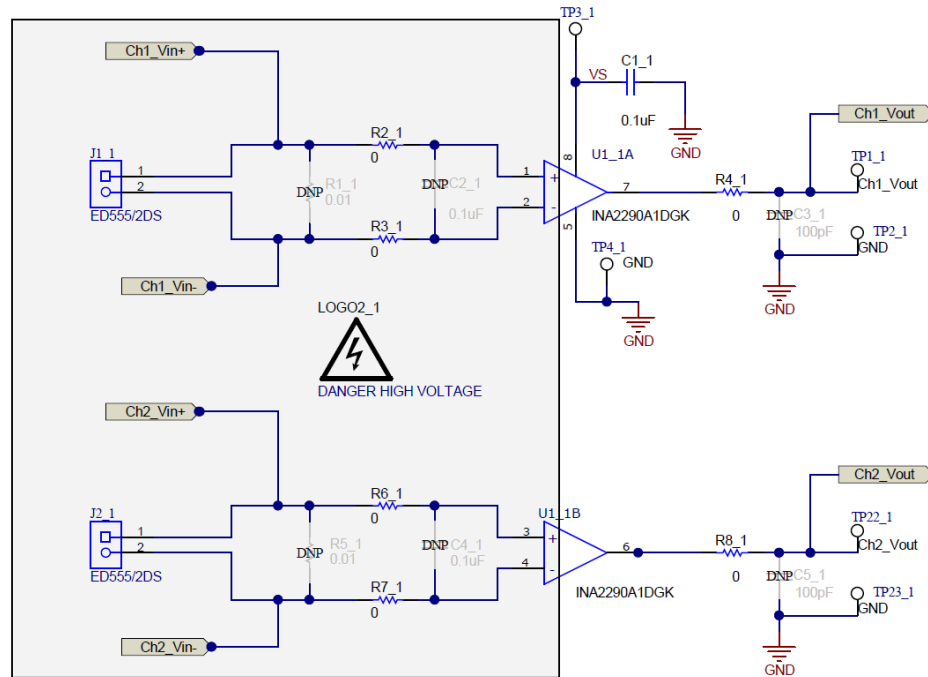 TP3_1
Ch1_Vin+
C1_1
VS
0.1uF
GND
Ch1_Vout
J1_1
1
2
ED555/2DS
R2_1
0
DNP
R1_1
0.01
DNP
C2_1
0.1uF
R3_1
0
8
U1_1A
1
+
2
-
7
5
INA2290A1DGK
R4_1
0
TP1_1
Ch1_Vout
DNP
C3_1
100pF
TP2_1
GND
GND
TP4_1
GND
GND
Ch1_Vin-
LOGO2_1
DANGER HIGH VOLTAGE
Ch2_Vin+
Ch2_Vout
J2_1
1
2
ED555/2DS
R6_1
0
DNP
R5_1
0.01
DNP
C4_1
0.1uF
R7_1
0
U1_1B
3
+
4
-
6
INA2290A1DGK
R8_1
0
TP22_1
Ch2_Vout
DNP
C5_1
100pF
TP23_1
GND
GND
Ch2_Vin-